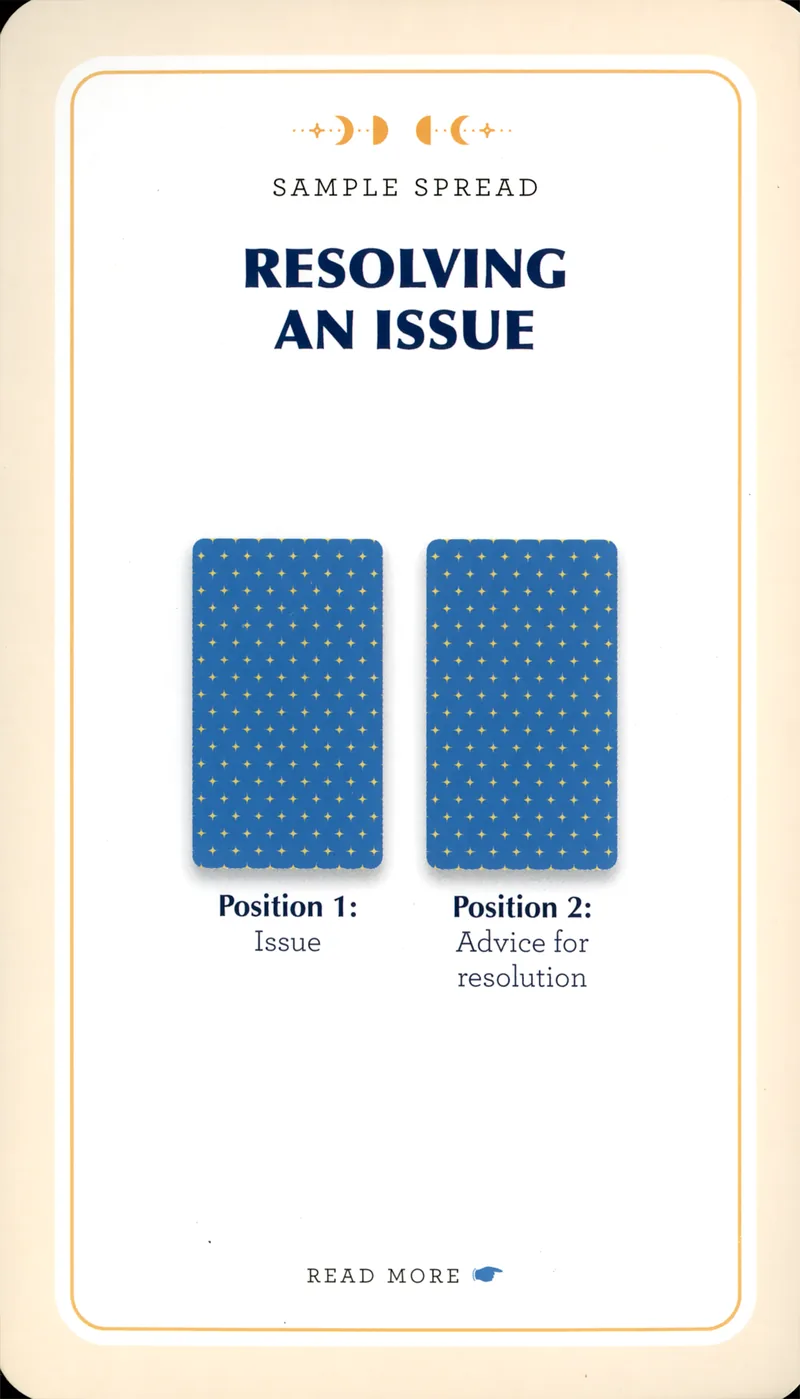 SAMPLE SPREAD
RESOLVING
AN ISSUE
Position 1:
Issue
Position 2:
Advice for
resolution
READ MORE